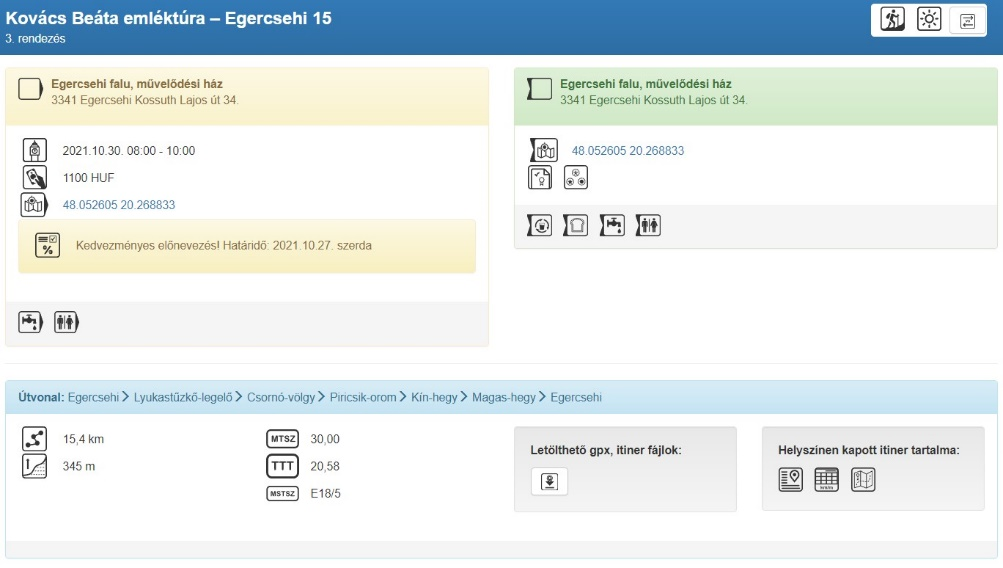 Kovács Beáta emléktúra – Egercsehi 15
3. rendezés
Egercsehi falu, művelődési ház
3341 Egercsehi Kossuth Lajos út 34.
2021.10.30. 08:00 - 10:00
1100 HUF
48.052605 20.268833
%
Kedvezményes előnevezés! Határidő: 2021.10.27. szerda
Egercsehi falu, művelődési ház
3341 Egercsehi Kossuth Lajos út 34.
48.052605 20.268833
Útvonal: Egercsehi > Lyukastűzkő-legelő > Csornó-völgy > Piricsik-orom > Kín-hegy > Magas-hegy > Egercsehi
15,4 km
345 m
MTSZ 30,00
TTT 20,58
MSTSZ E18/5
Letölthető gpx, itiner fájlok:
Helyszínen kapott itiner tartalma: